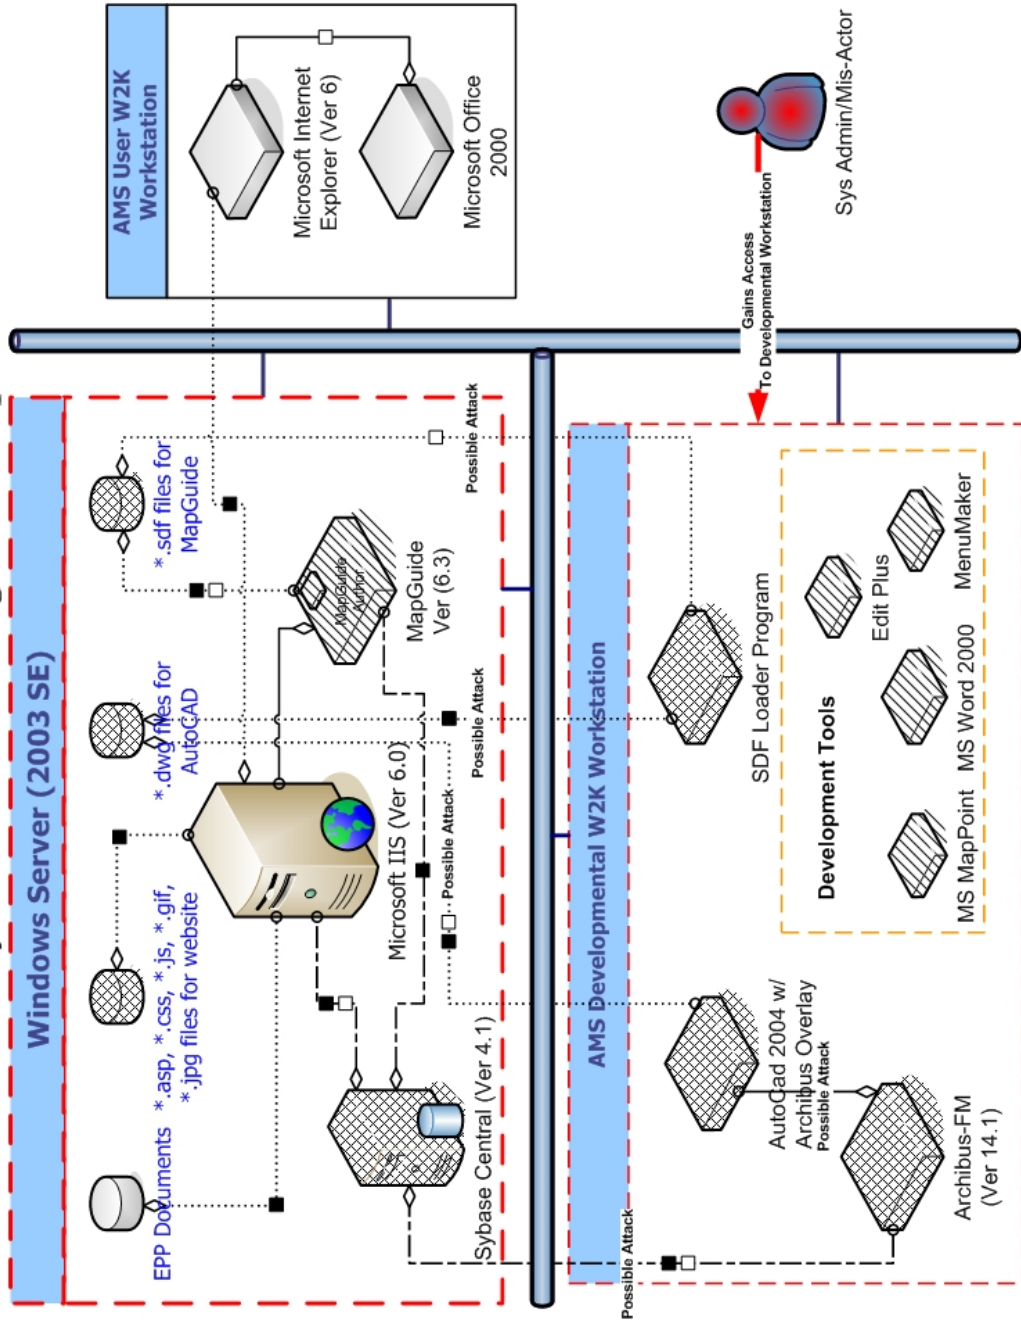 Windows Server (2003 SE)
EPP Documents
*.asp, *.css, *.js, *.gif,
*.jpg files for website
*.dwg files for
AutoCAD
*.sdf files for
MapGuide
Microsoft IIS (Ver 6.0)
MapGuide
Author
MapGuide
Ver (6.3)
Sybase Central (Ver 4.1)
Possible Attack
Possible Attack
Possible Attack
Possible Attack
AMS User W2K
Workstation
Microsoft Internet
Explorer (Ver 6)
Microsoft Office
2000
AMS Developmental W2K Workstation
AutoCad 2004 w/
Archibus Overlay
Possible Attack
Archibus-FM
(Ver 14.1)
SDF Loader Program
Development Tools
Edit Plus
MS MapPoint
MS Word 2000
MenuMaker
Gains Access
To Developmental Workstation
Sys Admin/Mis-Actor